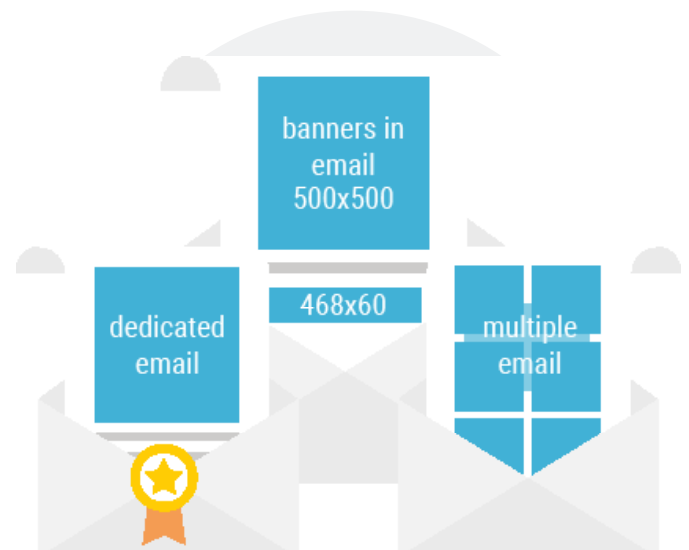 banners in
email
500x500
468x60
dedicated
email
multiple
email